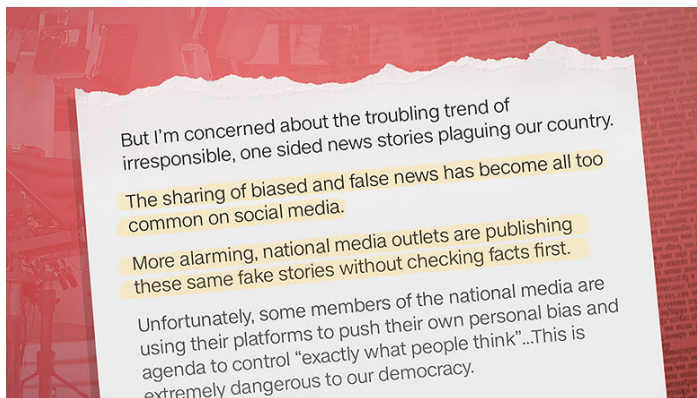 But I'm concerned about the troubling trend of
irresponsible, one sided news stories plaguing our country.
The sharing of biased and false news has become all too
common on social media.
More alarming, national media outlets are publishing
these same fake stories without checking facts first.
Unfortunately, some members of the national media are
using their platforms to push their own personal bias and
agenda to control “exactly what people think”...This is
extremely dangerous to our democracy.